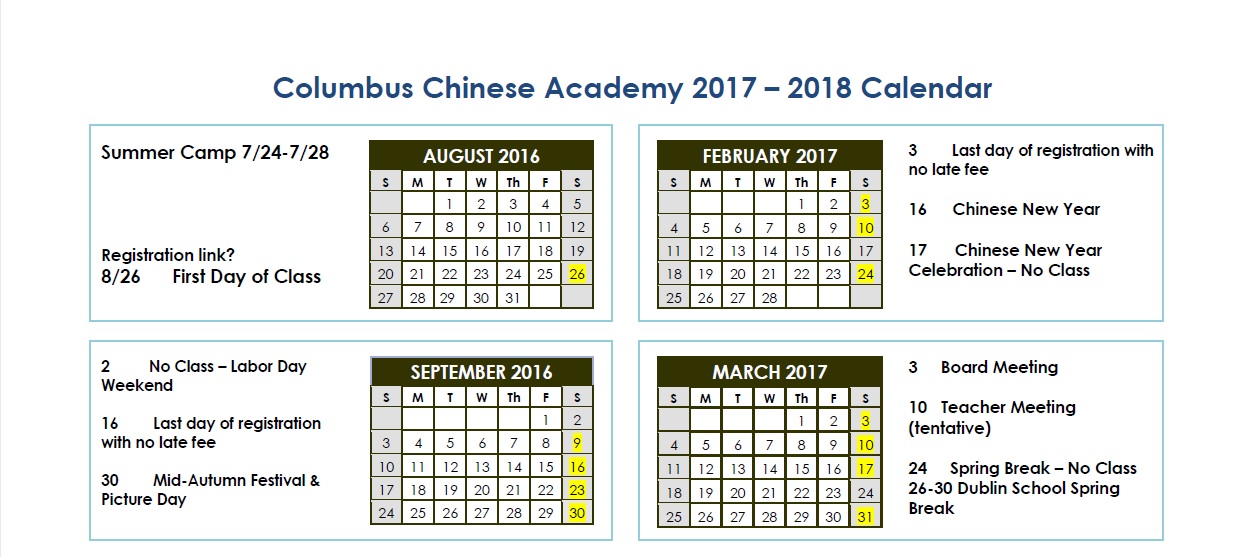 Columbus Chinese Academy 2017 – 2018 Calendar
Summer Camp 7/24-7/28
Registration link?
8/26 First Day of Class
AUGUST 2016
S M T W Th F S
1 2 3 4 5
6 7 8 9 10 11 12
13 14 15 16 17 18 19
20 21 22 23 24 25 26
27 28 29 30 31
FEBRUARY 2017
S M T W Th F S
1 2 3
4 5 6 7 8 9 10
11 12 13 14 15 16 17
18 19 20 21 22 23 24
25 26 27 28
3 Last day of registration with
no late fee
16 Chinese New Year
17 Chinese New Year
Celebration – No Class
2 No Class – Labor Day
Weekend
16 Last day of registration
with no late fee
30 Mid-Autumn Festival &
Picture Day
SEPTEMBER 2016
S M T W Th F S
1 2
3 4 5 6 7 8 9
10 11 12 13 14 15 16
17 18 19 20 21 22 23
24 25 26 27 28 29 30
MARCH 2017
S M T W Th F S
1 2 3
4 5 6 7 8 9 10
11 12 13 14 15 16 17
18 19 20 21 22 23 24
25 26 27 28 29 30 31
3 Board Meeting
10 Teacher Meeting
(tentative)
24 Spring Break – No Class
26-30 Dublin School Spring
Break